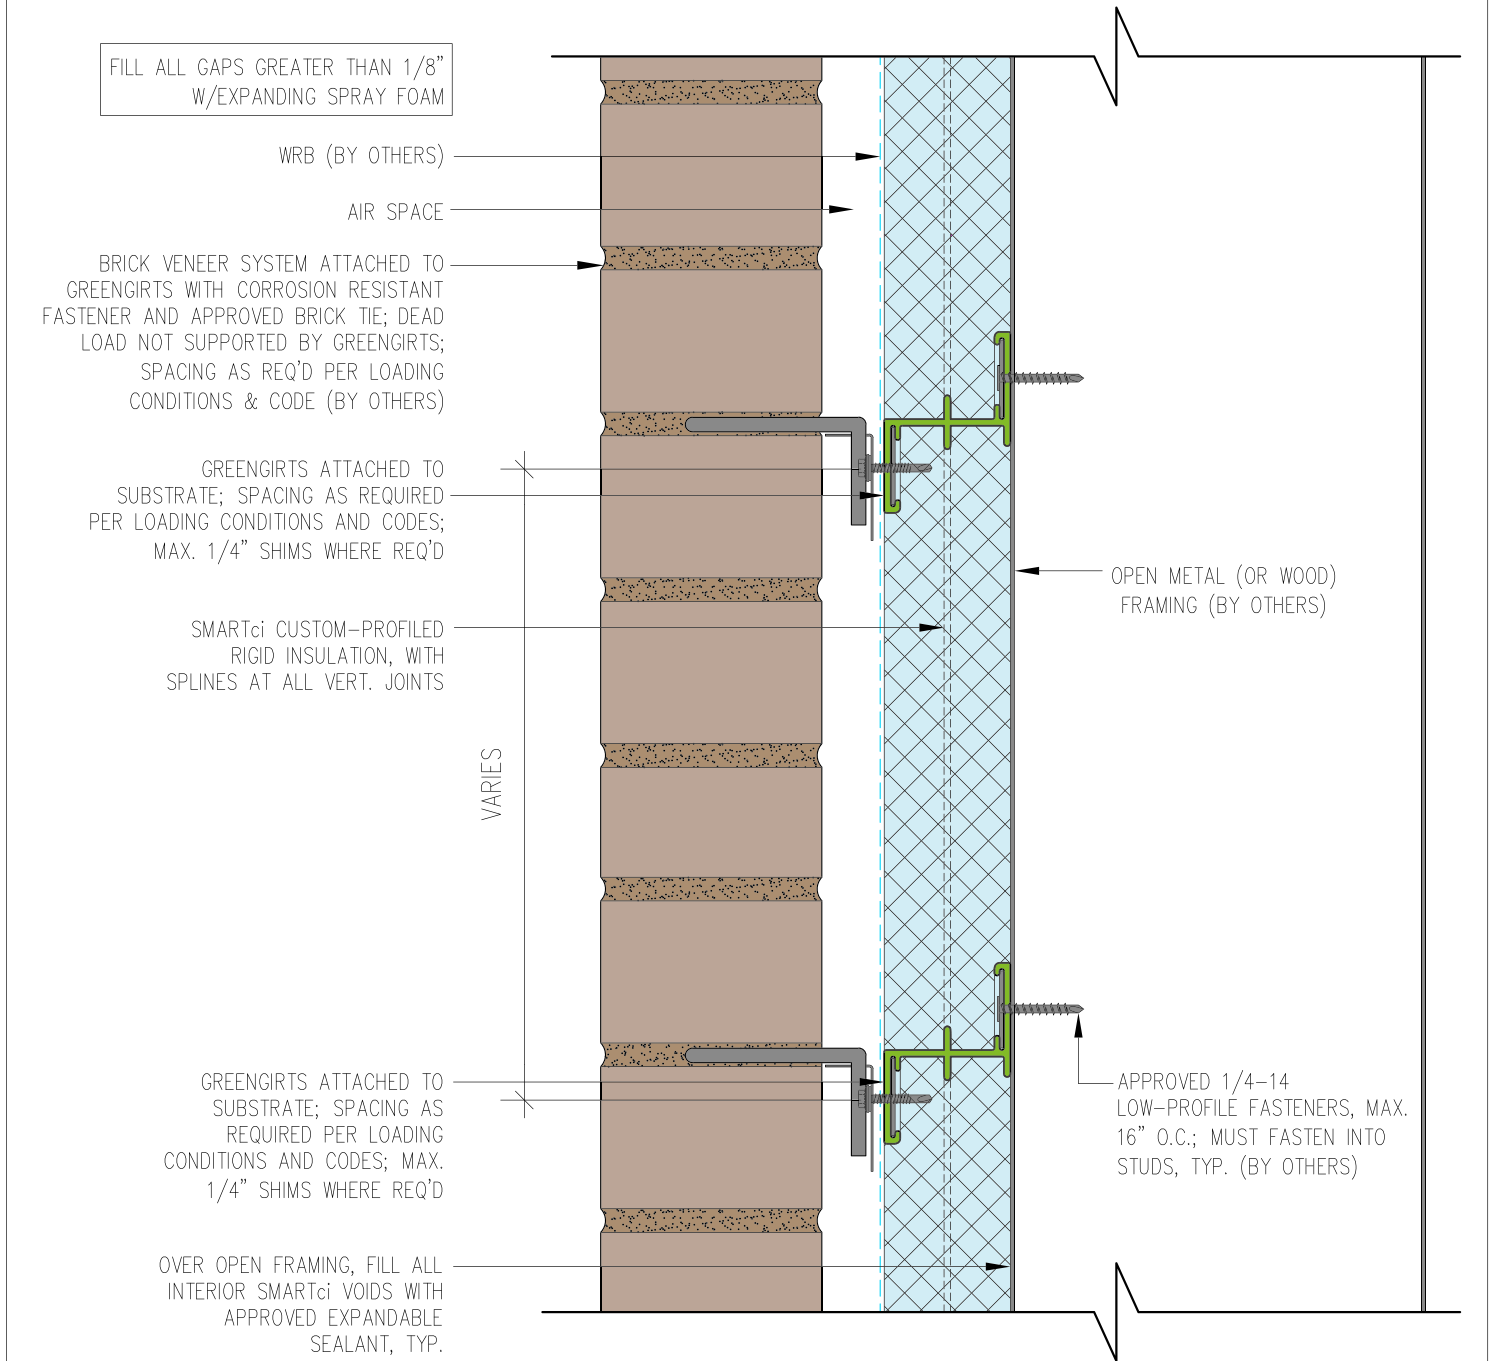 FILL ALL GAPS GREATER THAN 1/8"
W/EXPANDING SPRAY FOAM
WRB (BY OTHERS)
AIR SPACE
BRICK VENEER SYSTEM ATTACHED TO
GREENGIRTS WITH CORROSION RESISTANT
FASTENER AND APPROVED BRICK TIE; DEAD
LOAD NOT SUPPORTED BY GREENGIRTS;
SPACING AS REQ'D PER LOADING
CONDITIONS & CODE (BY OTHERS)
GREENGIRTS ATTACHED TO
SUBSTRATE; SPACING AS REQUIRED
PER LOADING CONDITIONS AND CODES;
MAX. 1/4" SHIMS WHERE REQ'D
SMARTci CUSTOM-PROFILED
RIGID INSULATION, WITH
SPLINES AT ALL VERT. JOINTS
VARIES
GREENGIRTS ATTACHED TO
SUBSTRATE; SPACING AS
REQUIRED PER LOADING
CONDITIONS AND CODES; MAX.
1/4" SHIMS WHERE REQ'D
OVER OPEN FRAMING, FILL ALL
INTERIOR SMARTci VOIDS WITH
APPROVED EXPANDABLE
SEALANT, TYP.
OPEN METAL (OR WOOD)
FRAMING (BY OTHERS)
APPROVED 1/4-14
LOW-PROFILE FASTENERS, MAX.
16" O.C.; MUST FASTEN INTO
STUDS, TYP. (BY OTHERS)